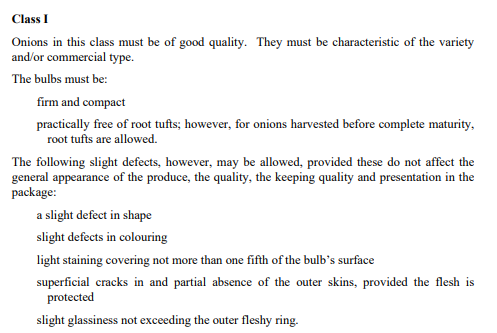 Class I
Onions in this class must be of good quality. They must be characteristic of the variety
and/or commercial type.
The bulbs must be:
firm and compact
practically free of root tufts; however, for onions harvested before complete maturity,
root tufts are allowed.
The following slight defects, however, may be allowed, provided these do not affect the
general appearance of the produce, the quality, the keeping quality and presentation in the
package:
a slight defect in shape
slight defects in colouring
light staining covering not more than one fifth of the bulb’s surface
superficial cracks in and partial absence of the outer skins, provided the flesh is
protected
slight glassiness not exceeding the outer fleshy ring.